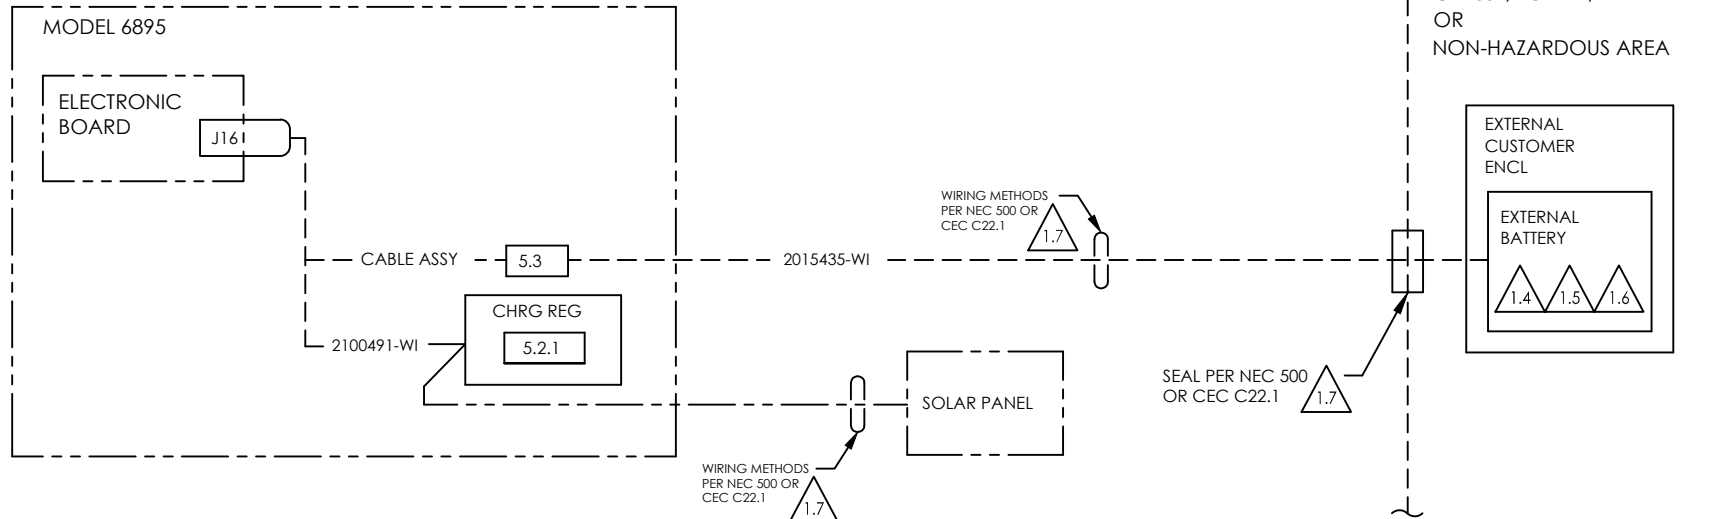 MODEL 6895
ELECTRONIC
BOARD
J16
CABLE ASSY
5.3
2015435-WI
CHRG REG
5.2.1
2100491-WI
SOLAR PANEL
WIRING METHODS
PER NEC 500 OR
CEC C22.1
1.7
WIRING METHODS
PER NEC 500 OR
CEC C22.1
1.7
SEAL PER NEC 500
OR CEC C22.1
1.7
OR
NON-HAZARDOUS AREA
EXTERNAL
CUSTOMER
ENCL
EXTERNAL
BATTERY
1.4
1.5
1.6